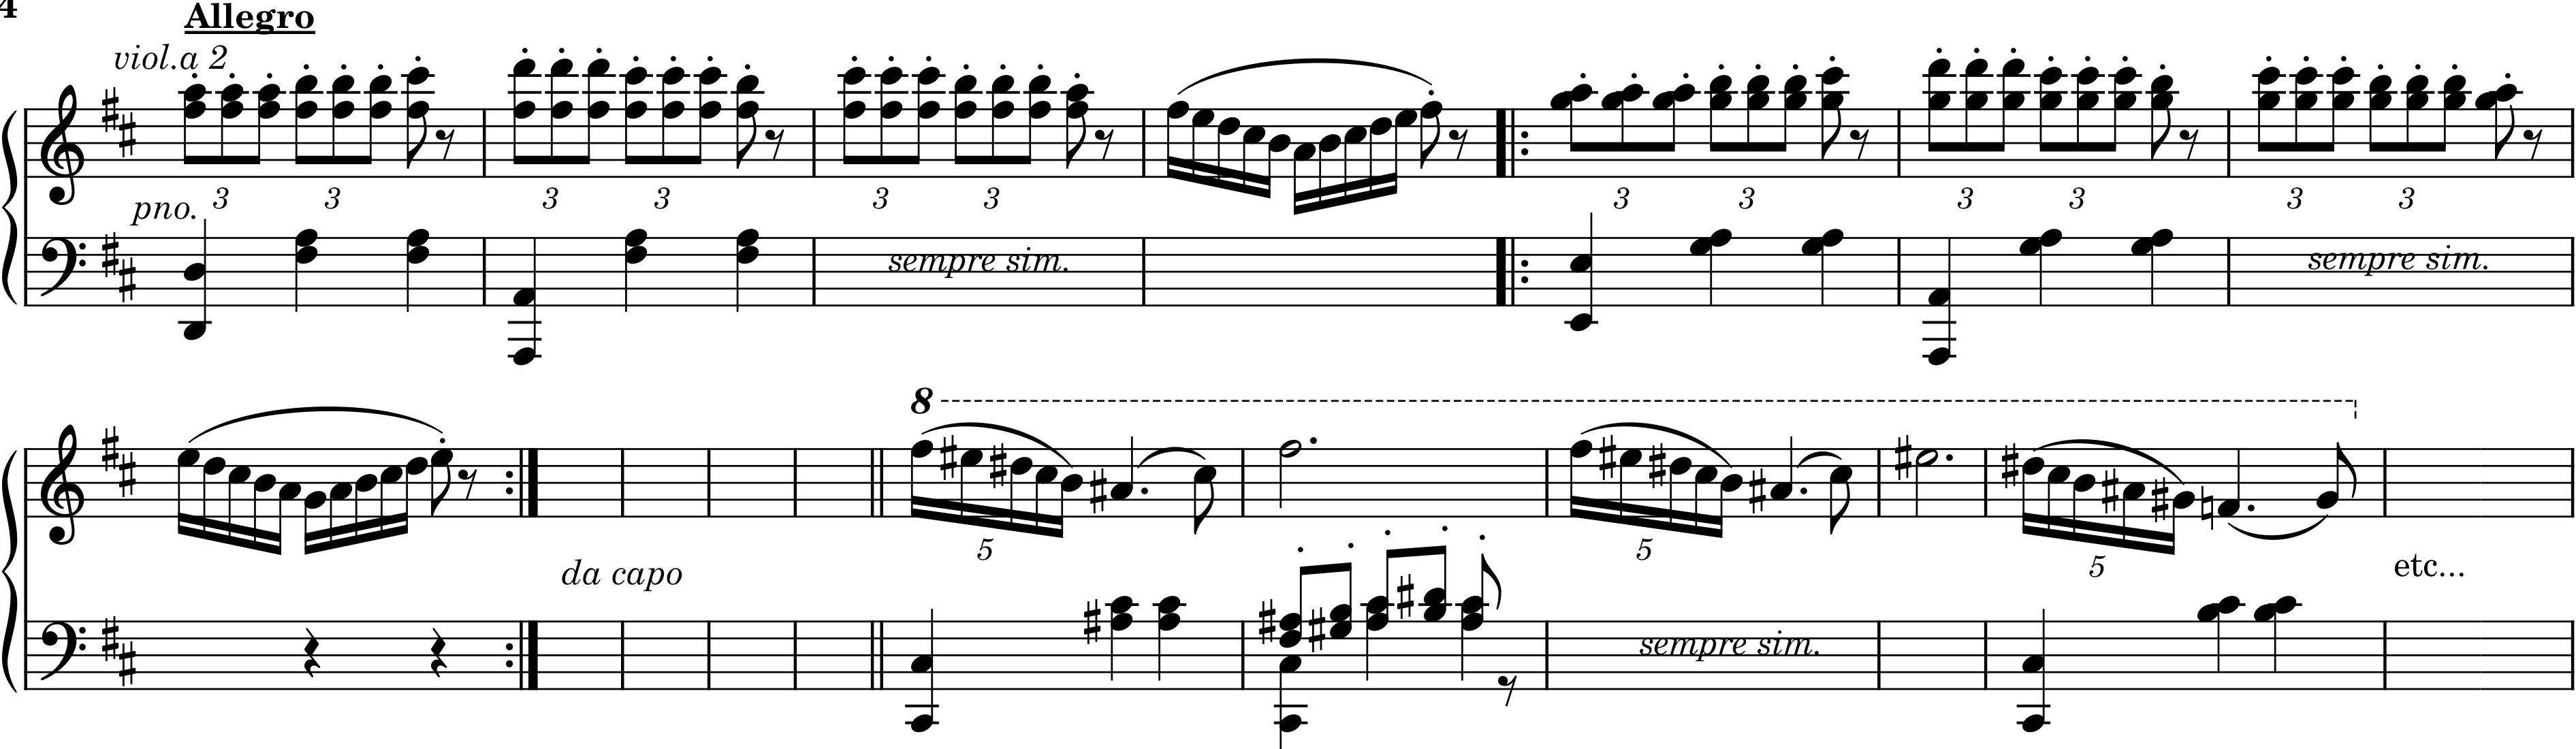 4
Allegro
viol.a 2
3 3 3 3 3 3 3 3 3 3 3 3
pno.
sempre sim. sempre sim.
8
5 5 5
da capo etc...
sempre sim.